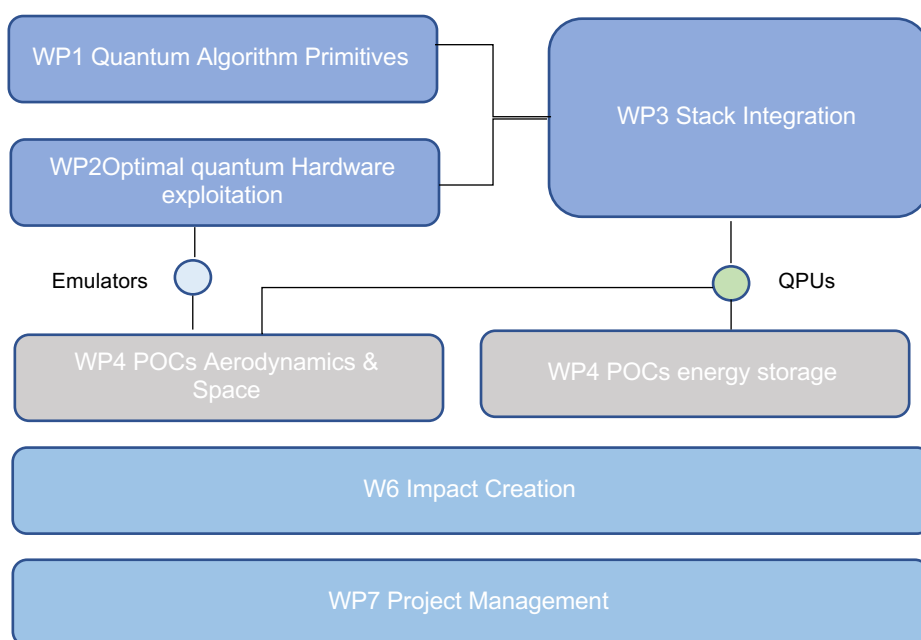 WP1 Quantum Algorithm Primitives
WP3 Stack Integration
WP2Optimal quantum Hardware
exploitation
Emulators
QPUs
WP4 POCs Aerodynamics &
Space
WP4 POCs energy storage
W6 Impact Creation
WP7 Project Management